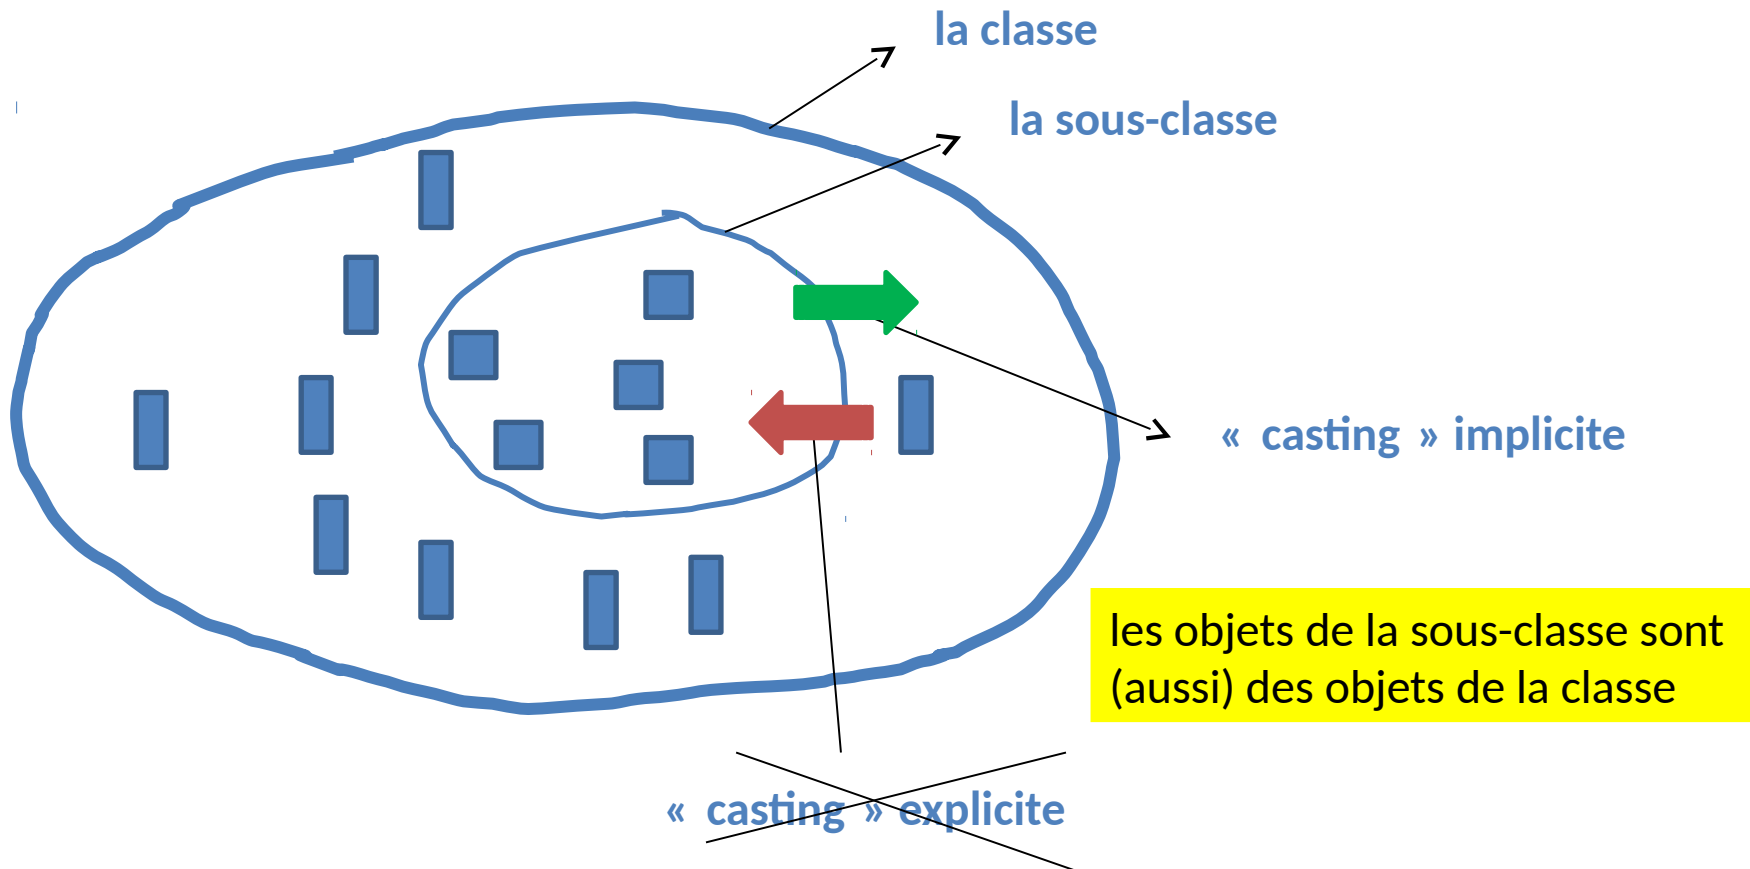 la classe
la sous-classe
« casting » implicite
les objets de la sous-classe sont
(aussi) des objets de la classe
« casting » explicite